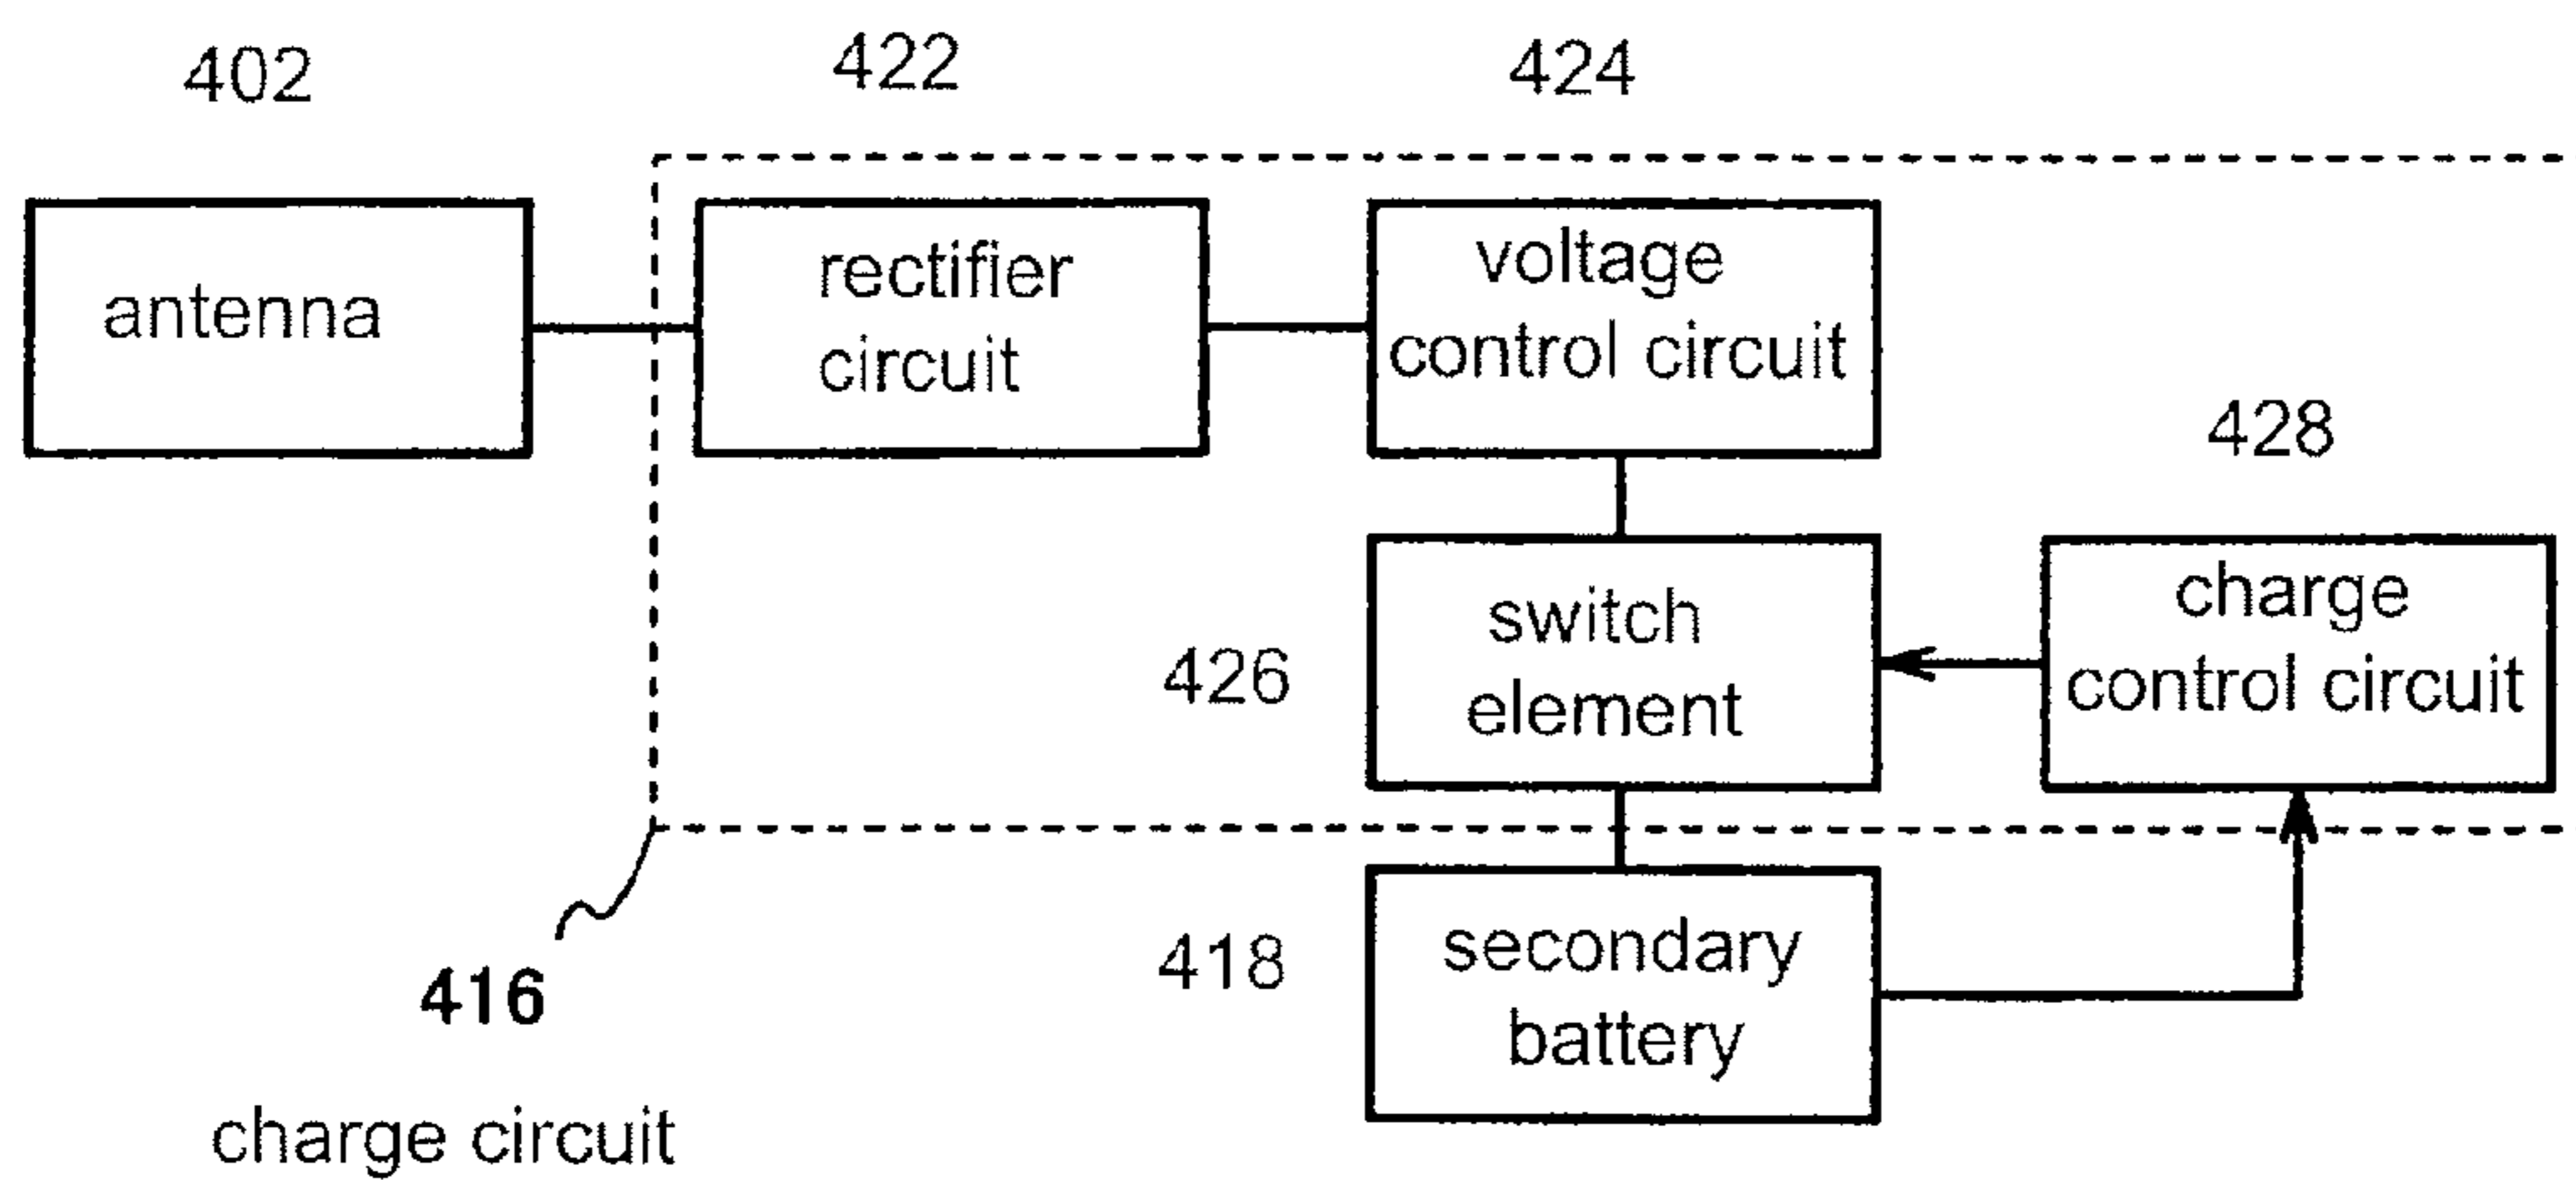 402
422
424
antenna
rectifier
circuit
voltage
control circuit
428
426
switch
element
charge
control circuit
418
secondary
battery
416
charge circuit